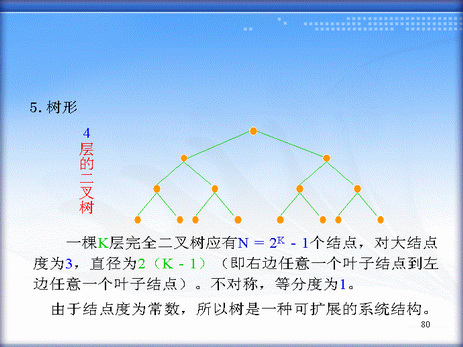 5.树形
4层的二叉树
一棵K层完全二叉树应有N = 2ᴷ - 1个结点，对大结点
度为3，直径为2（K - 1）（即右边任意一个叶子结点到左
边任意一个叶子结点）。不对称，等分度为1。
由于结点度为常数，所以树是一种可扩展的系统结构。
80